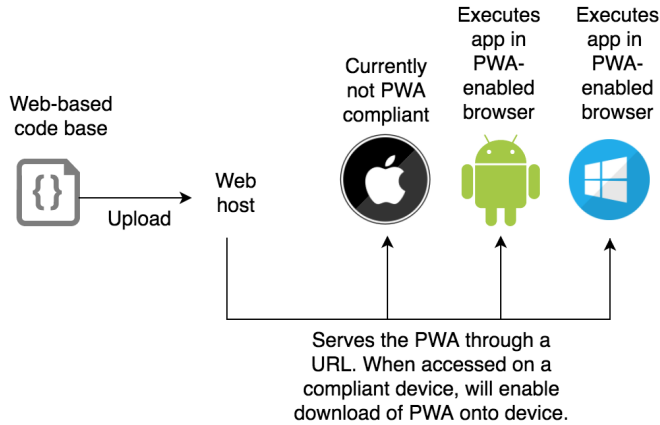 Web-based
code base
{}
Upload
Web
host
Currently
not PWA
compliant
Executes
app in
PWA-
enabled
browser
Executes
app in
PWA-
enabled
browser
Serves the PWA through a
URL. When accessed on a
compliant device, will enable
download of PWA onto device.